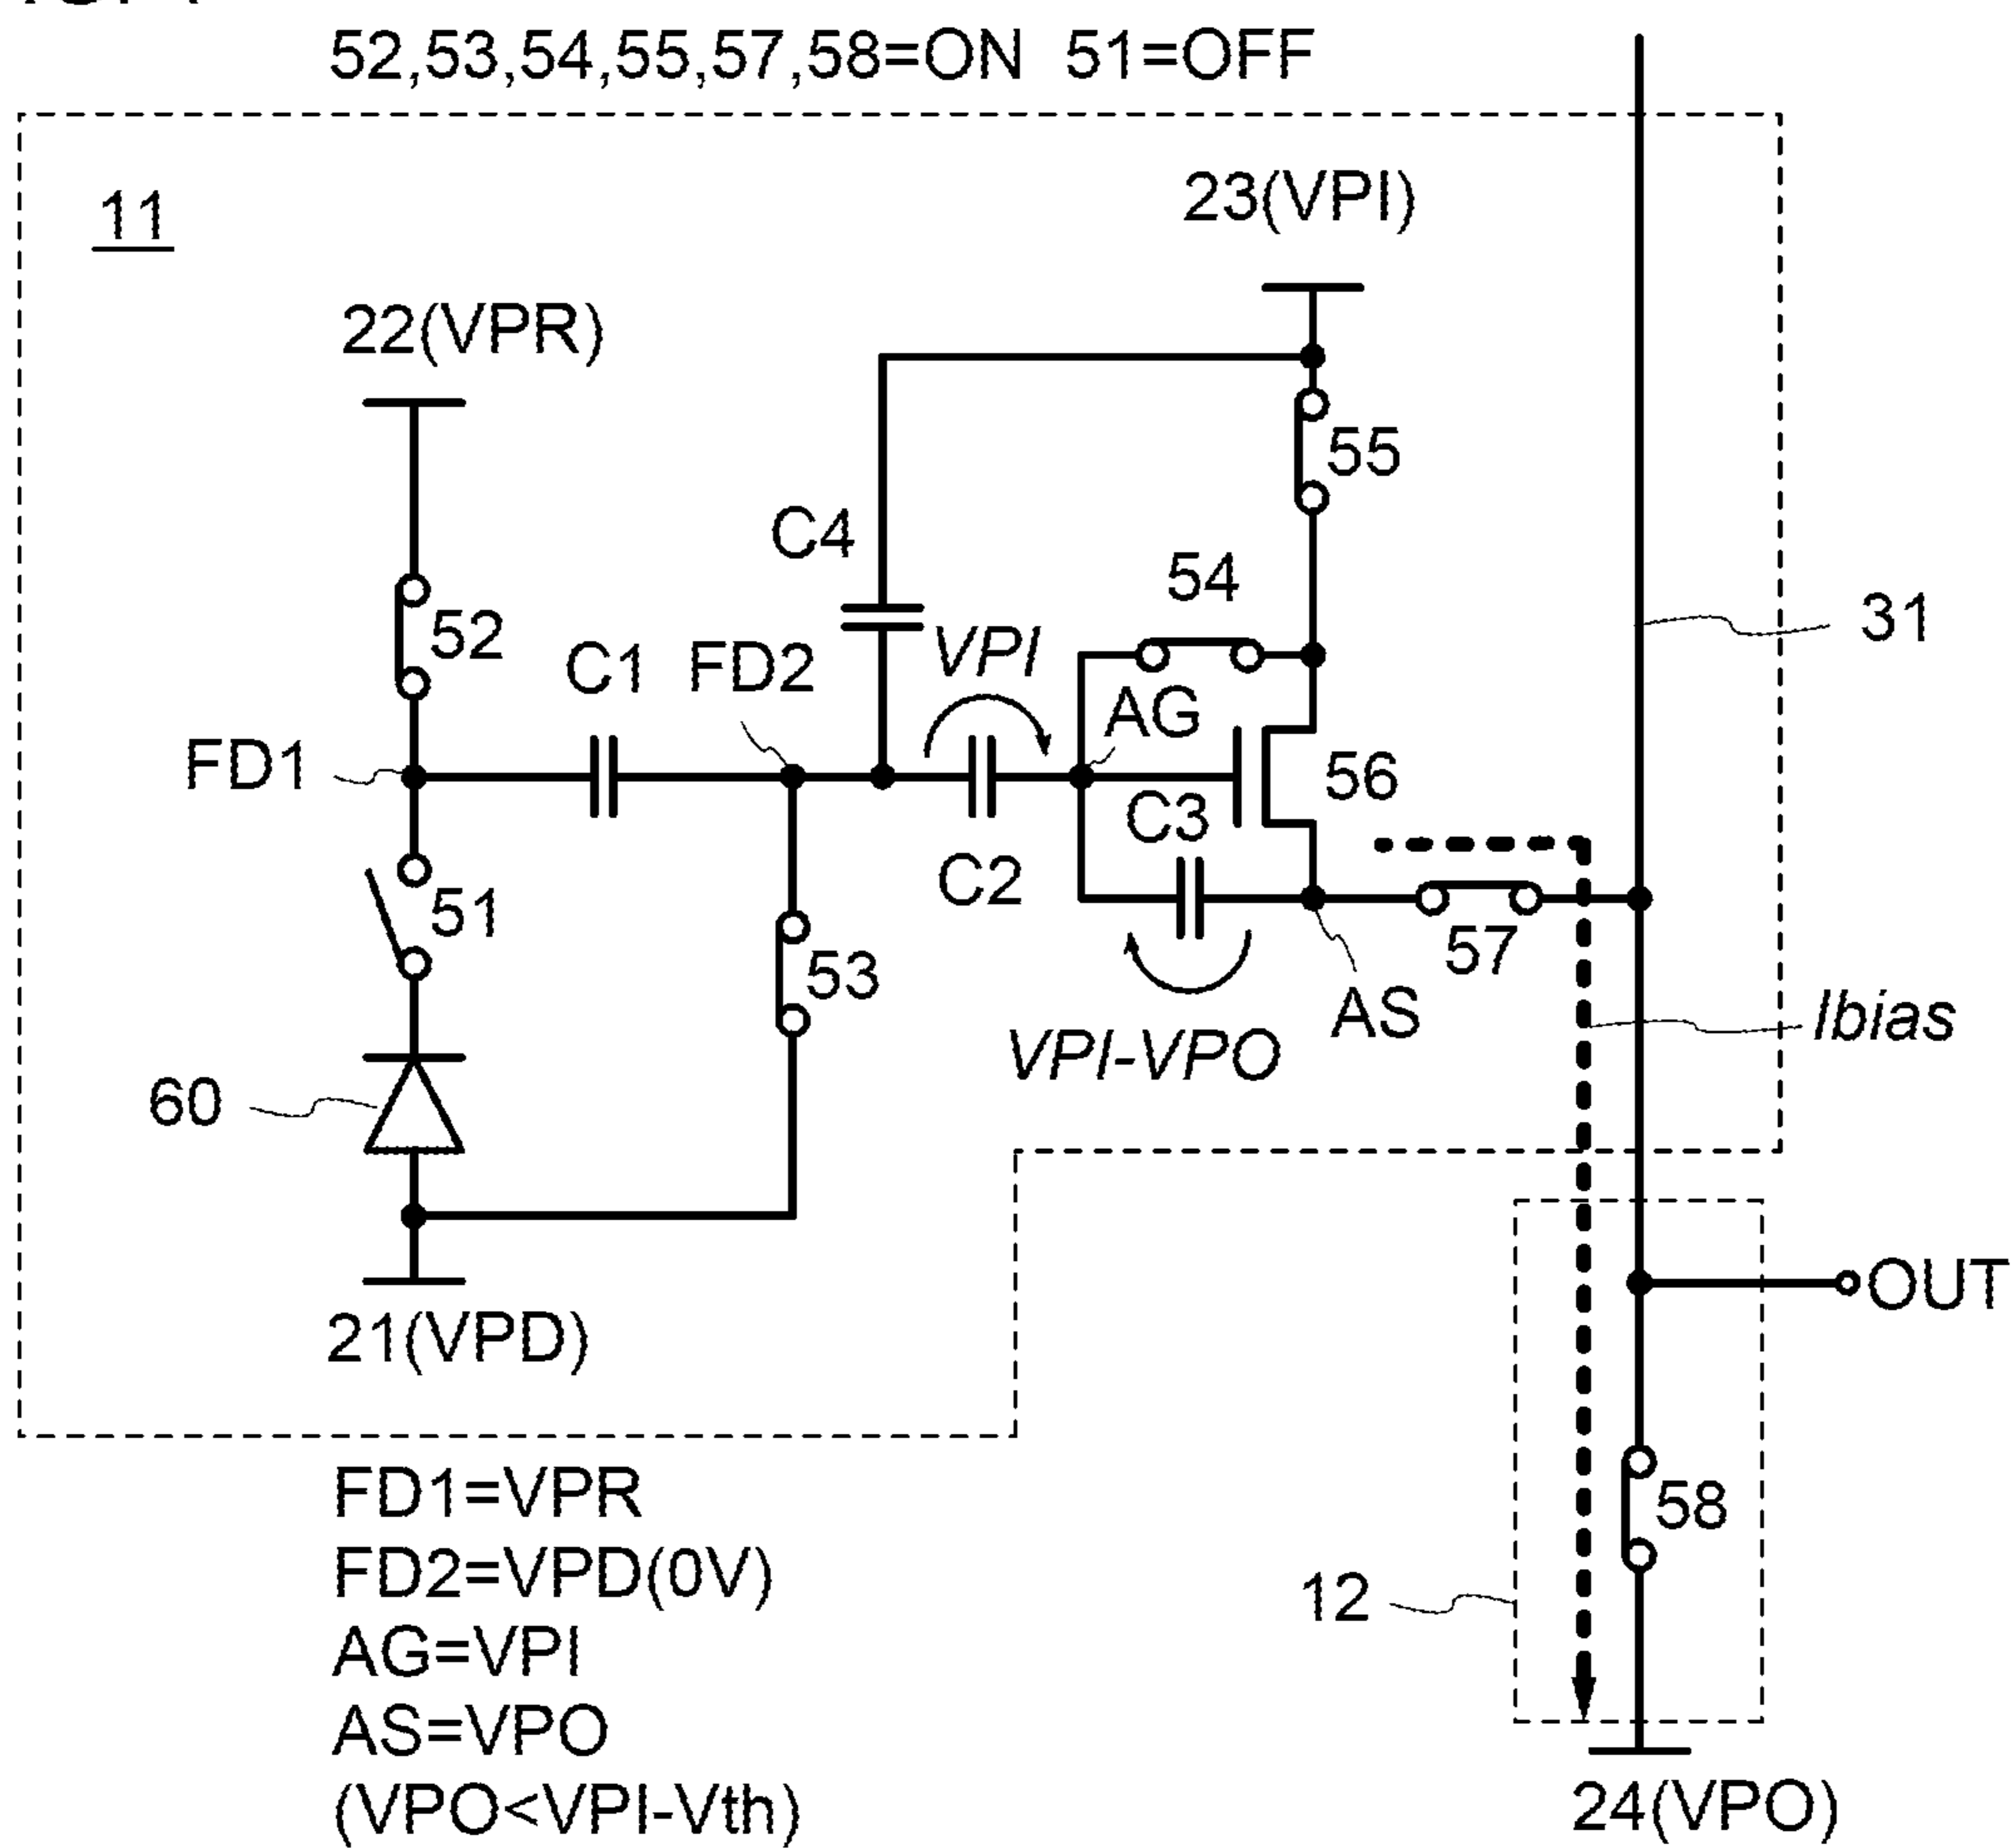 52,53,54,55,57,58=ON 51=OFF
11
23(VPI)
22(VPR)
55
C4
54
52
31
C1
FD2
VPI
AG
FD1
56
C3
C2
51
53
57
AS
VPI-VPO
Ibias
60
OUT
21(VPD)
FD1=VPR
58
FD2=VPD(0V)
12
AG=VPI
AS=VPO
(VPO<VPI-Vth)
24(VPO)